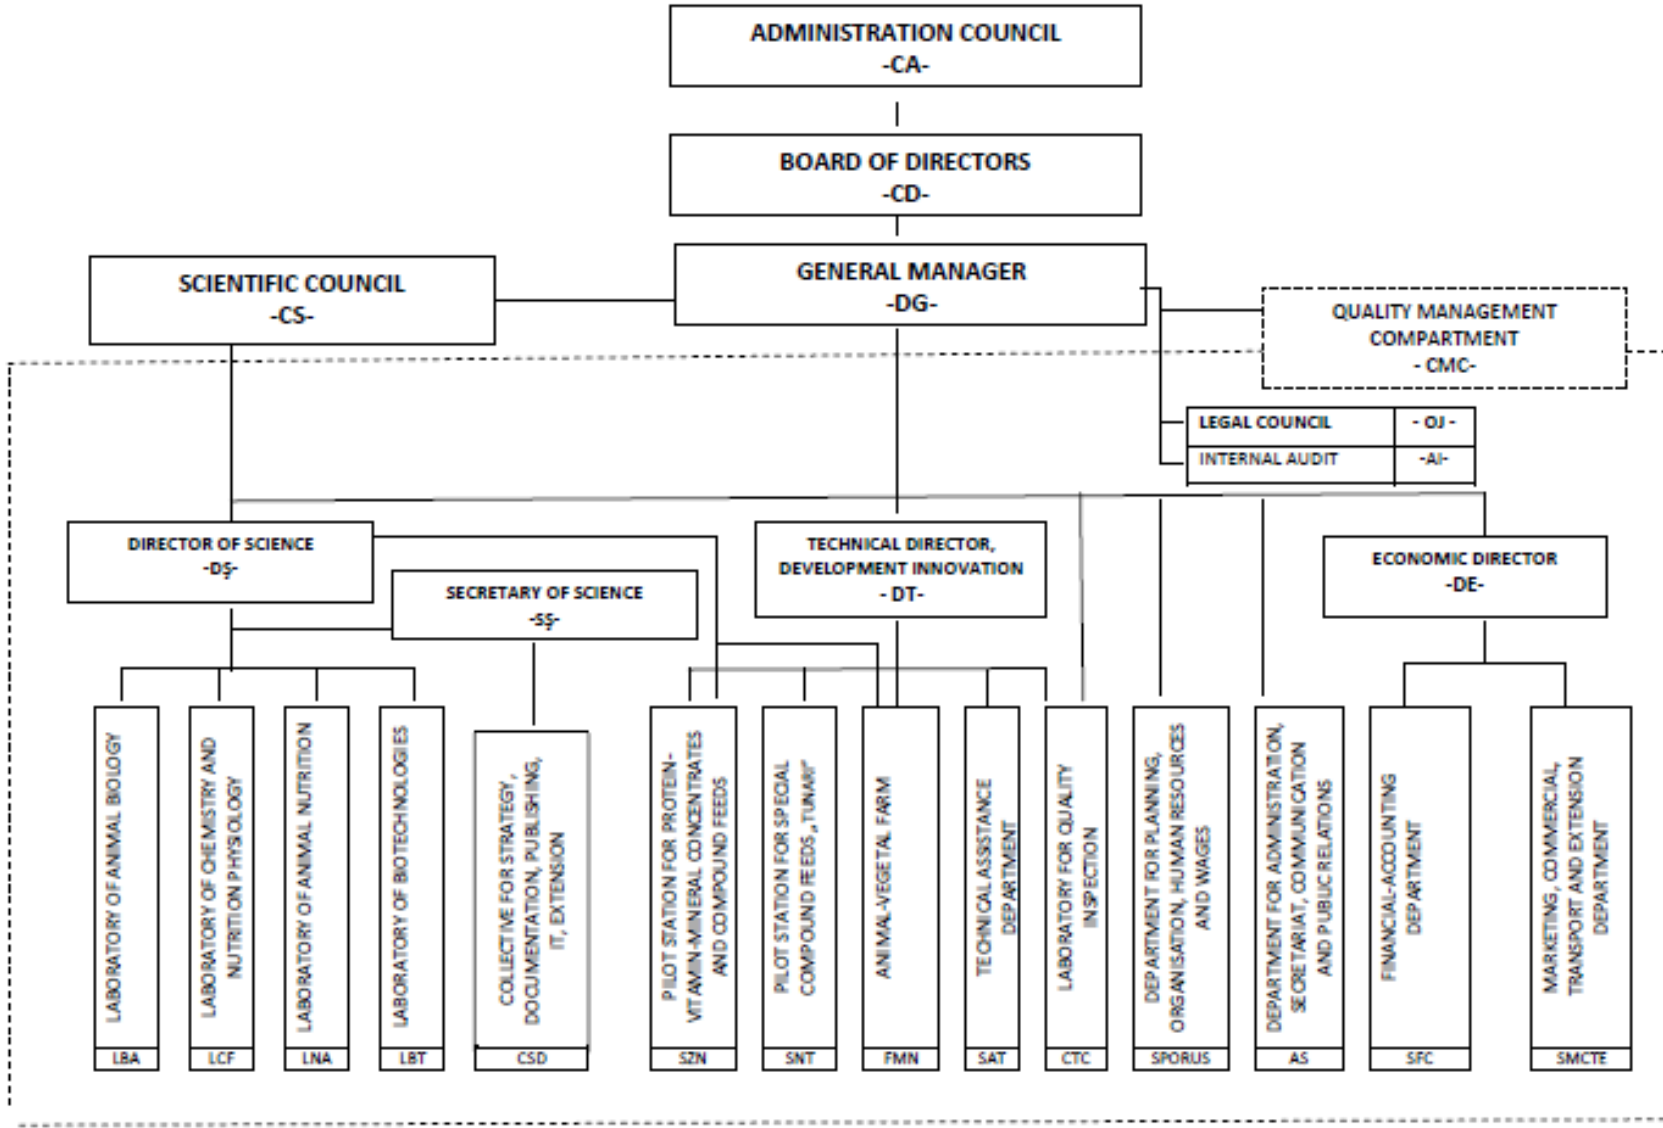 ADMINISTRATION COUNCIL
-CA-
BOARD OF DIRECTORS
-CD-
SCIENTIFIC COUNCIL
-CS-
GENERAL MANAGER
-DG-
QUALITY MANAGEMENT
COMPARTMENT
- CMC-
LEGAL COUNCIL - OJ -
INTERNAL AUDIT -AI-
DIRECTOR OF SCIENCE
-DŞ-
SECRETARY OF SCIENCE
-SŞ-
TECHNICAL DIRECTOR,
DEVELOPMENT INNOVATION
- DT-
ECONOMIC DIRECTOR
-DE-
LABORATORY OF ANIMAL BIOLOGY
LBA
LABORATORY OF CHEMISTRY AND
NUTRITION PHYSIOLOGY
LCF
LABORATORY OF ANIMAL NUTRITION
LNA
LABORATORY OF BIOTECHNOLOGIES
LBT
COLLECTIVE FOR STRATEGY,
DOCUMENTATION, PUBLISHING,
IT, EXTENSION
CSD
PILOT STATION FOR PROTEIN-
VITAMIN-MINERAL CONCENTRATES
AND COMPOUND FEEDS
SZN
PILOT STATION FOR SPECIAL
COMPOUND FEEDS „TUNARI"
SNT
ANIMAL-VEGETAL FARM
FMN
TECHNICAL ASSISTANCE
DEPARTMENT
SAT
LABORATORY FOR QUALITY
INSPECTION
CTC
DEPARTMENT FOR PLANNING,
ORGANISATION, HUMAN RESOURCES
AND WAGES
SPORUS
DEPARTMENT FOR ADMINISTRATION,
SECRETARIAT, COMMUNICATION
AND PUBLIC RELATIONS
AS
FINANCIAL-ACCOUNTING
DEPARTMENT
SFC
MARKETING, COMMERCIAL,
TRANSPORT AND EXTENSION
DEPARTMENT
SMCTE